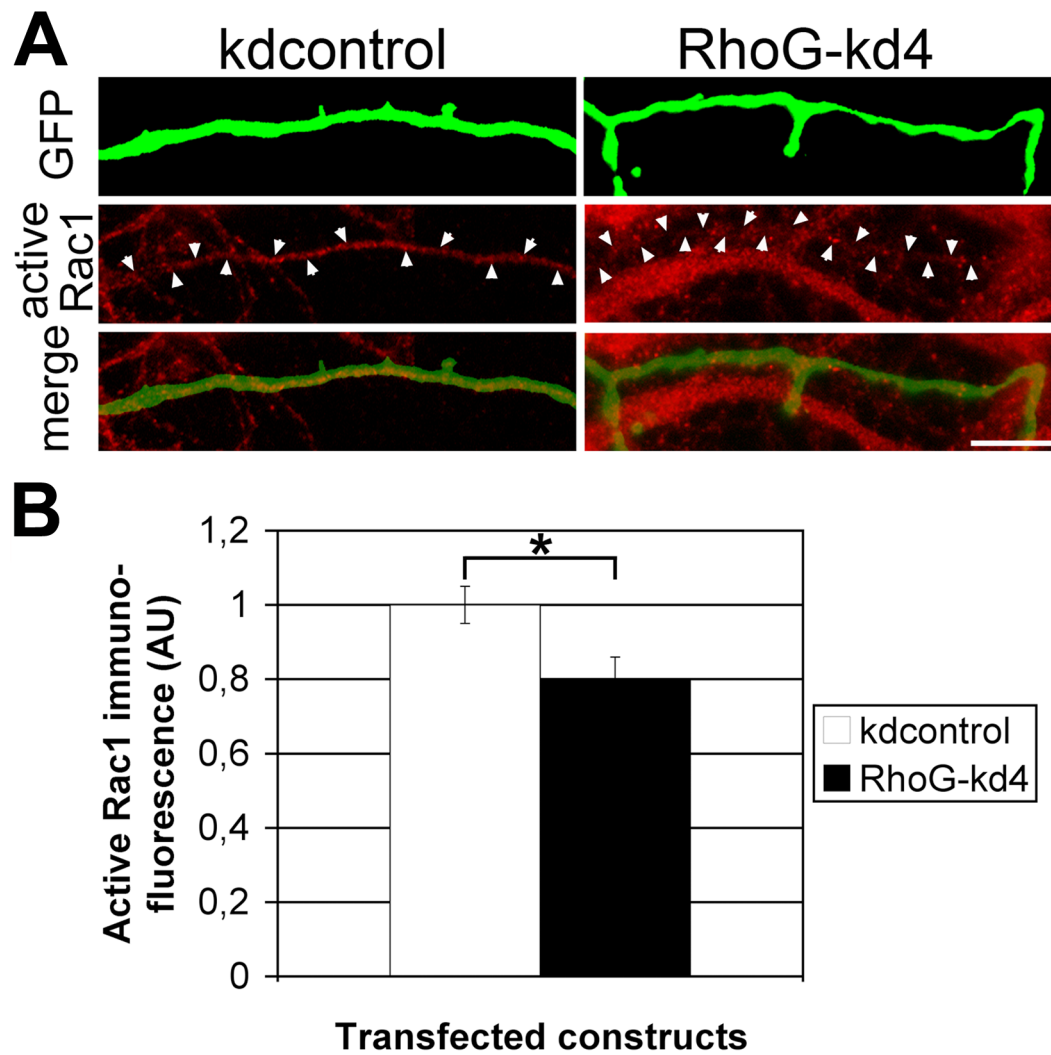 A
kdcontrol
RhoG-kd4
GFP
active
Rac1
merge
B
Active Rac1 immuno-
fluorescence (AU)
1,2
1
0,8
0,6
0,4
0,2
0
*
kdcontrol
RhoG-kd4
Transfected constructs